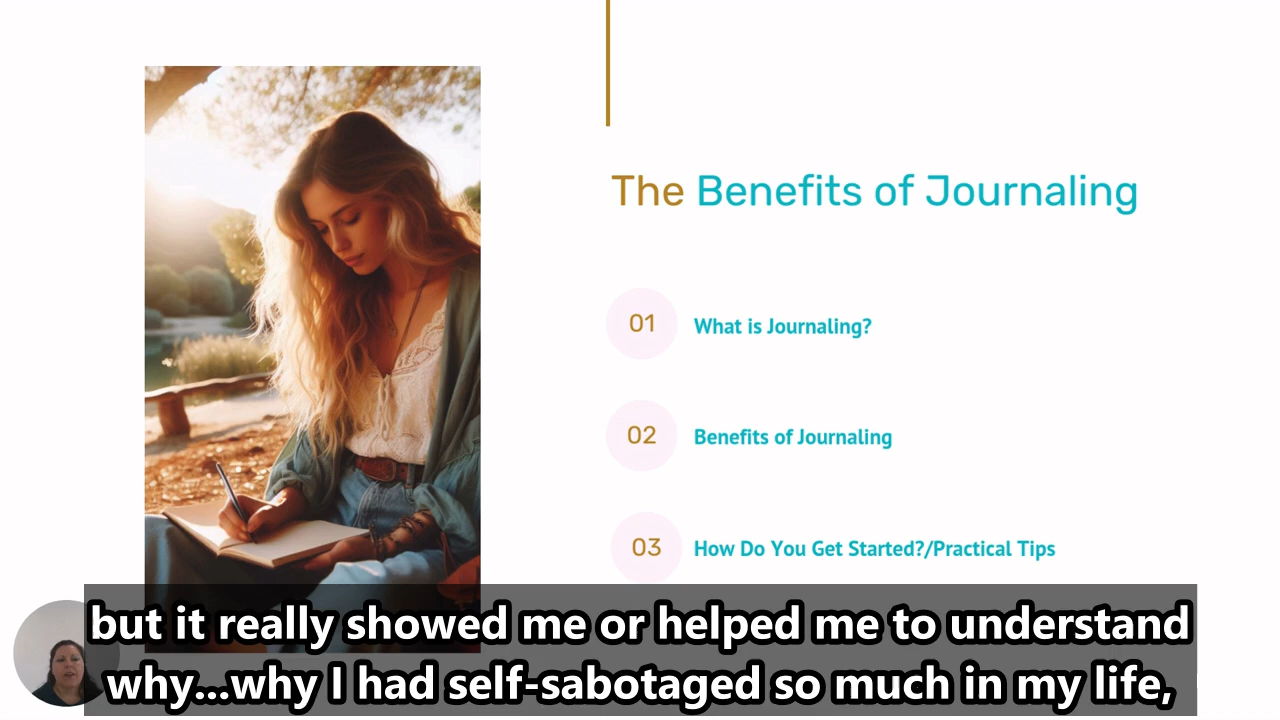 The Benefits of Journaling
01
What is Journaling?
02
Benefits of Journaling
03
How Do You Get Started?/Practical Tips
but it really showed me or helped me to understand
why...why I had self-sabotaged so much in my life,